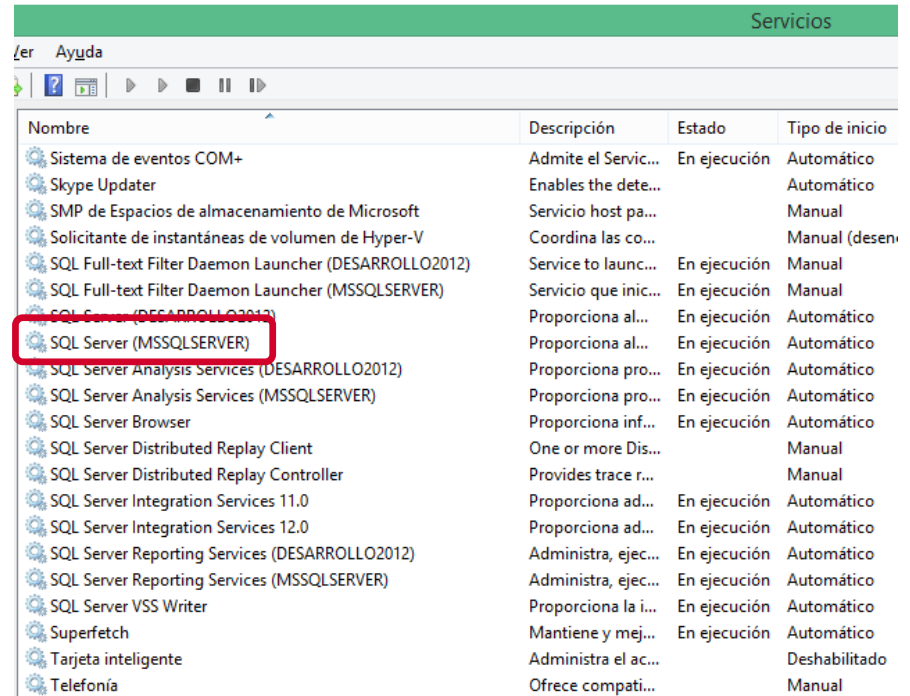 Servicios
Ver Ayuda
Nombre Descripción Estado Tipo de inicio
Sistema de eventos COM+ Admite el Servic... En ejecución Automático
Skype Updater Enables the dete... Automático
SMP de Espacios de almacenamiento de Microsoft Servicio host pa... Manual
Solicitante de instantáneas de volumen de Hyper-V Coordina las co... Manual (desen
SQL Full-text Filter Daemon Launcher (DESARROLLO2012) Service to launc... En ejecución Manual
SQL Full-text Filter Daemon Launcher (MSSQLSERVER) Servicio que inic... En ejecución Manual
SQL Server (DESARROLLO2012) Proporciona al... En ejecución Automático
SQL Server (MSSQLSERVER) Proporciona al... En ejecución Automático
SQL Server Analysis Services (DESARROLLO2012) Proporciona pro... En ejecución Automático
SQL Server Analysis Services (MSSQLSERVER) Proporciona pro... En ejecución Automático
SQL Server Browser Proporciona inf... En ejecución Automático
SQL Server Distributed Replay Client One or more Dis... Manual
SQL Server Distributed Replay Controller Provides trace r... Manual
SQL Server Integration Services 11.0 Proporciona ad... En ejecución Automático
SQL Server Integration Services 12.0 Proporciona ad... En ejecución Automático
SQL Server Reporting Services (DESARROLLO2012) Administra, ejec... En ejecución Automático
SQL Server Reporting Services (MSSQLSERVER) Administra, ejec... En ejecución Automático
SQL Server VSS Writer Proporciona la i... En ejecución Automático
Superfetch Mantiene y mej... En ejecución Automático
Tarjeta inteligente Administra el ac... Deshabilitado
Telefonía Ofrece compati... Manual